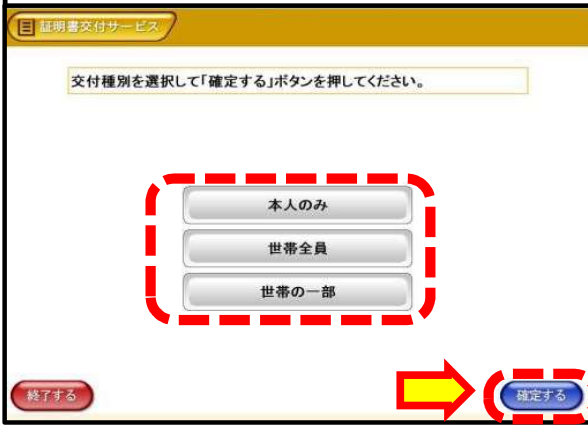 証明書交付サービス
交付種別を選択して「確定する」ボタンを押してください。
本人のみ
世帯全員
世帯の一部
終了する
確定する